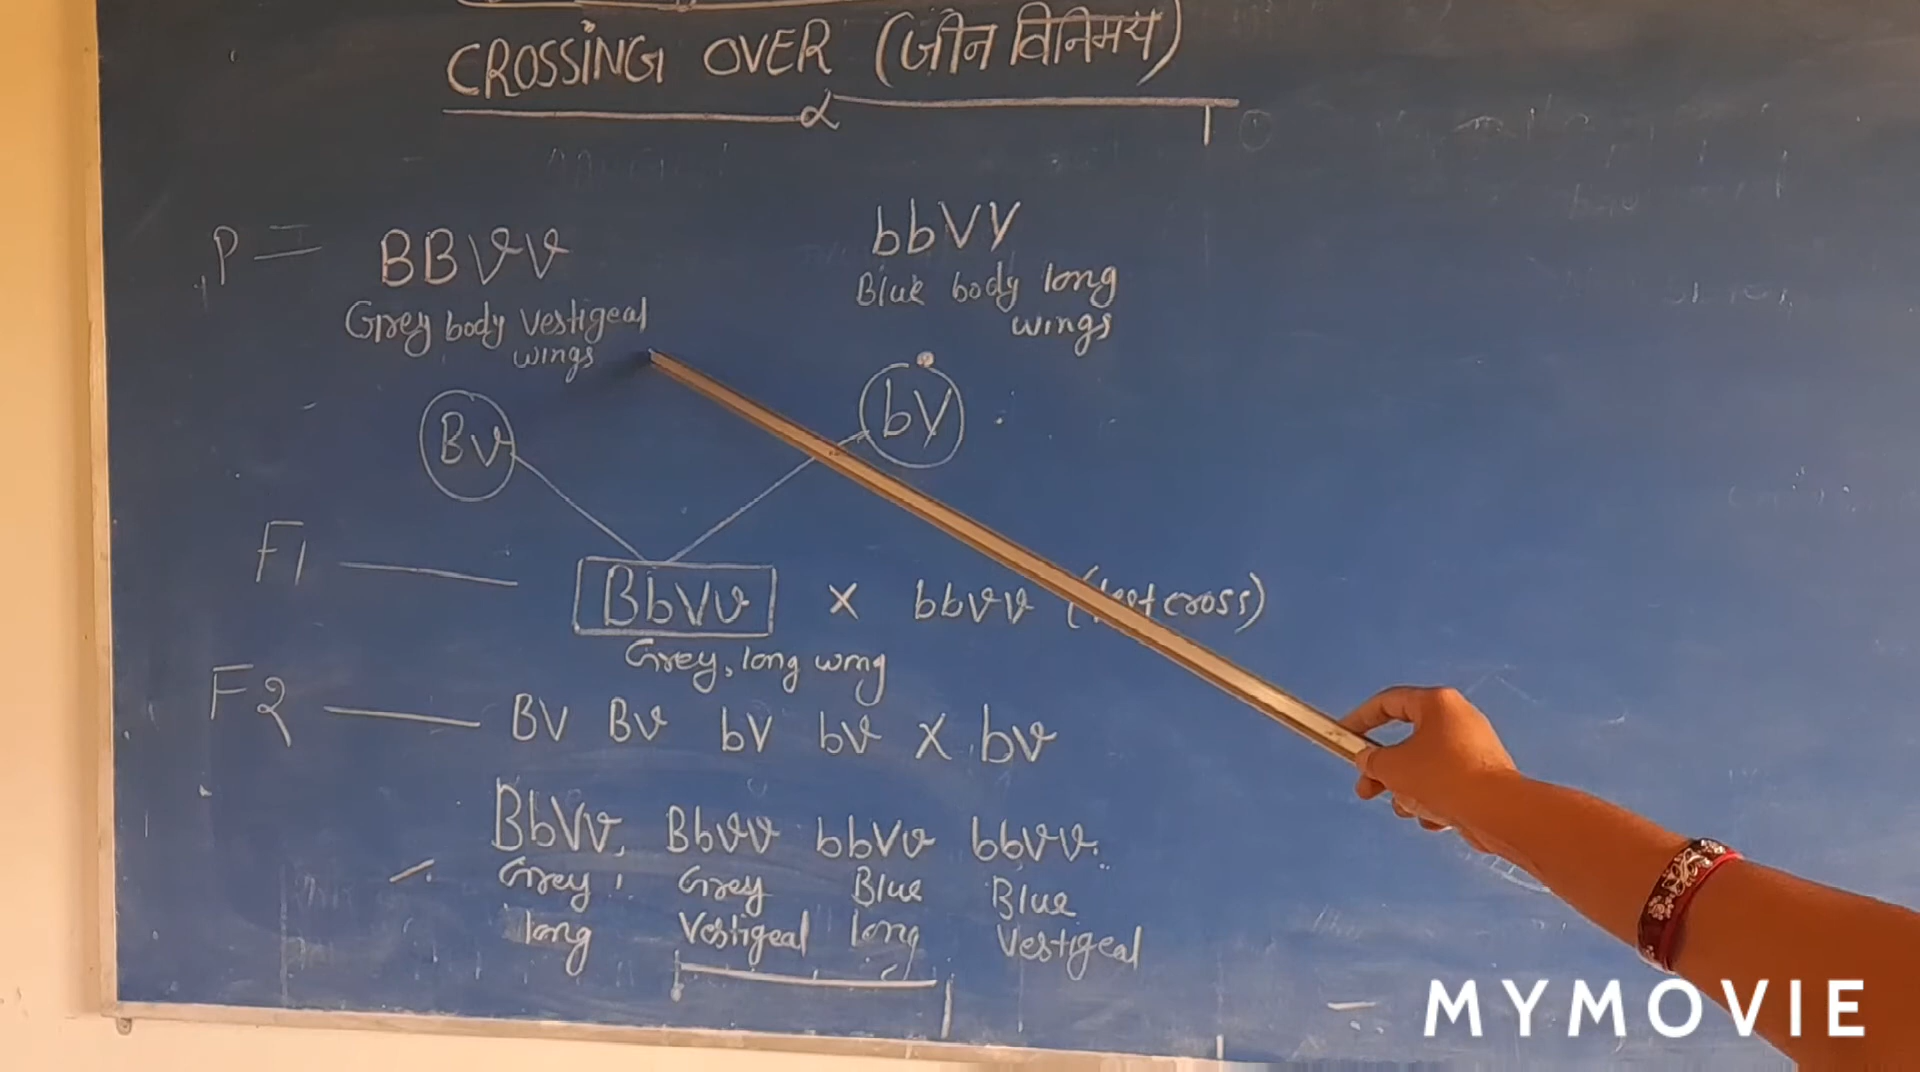 CROSSING OVER (जीन विनिमय)
P — BBvv bbVV
Grey body Vestigeal wings
Blue body long wings
Bv bV
F1 — BbVv × bbvv (test cross)
Grey, long wing
F2 — BV Bv bV bv × bv
BbVv, Bbvv bbVv bbvv.
Grey, Grey Blue Blue
long Vestigeal long Vestigeal
MYMOVIE